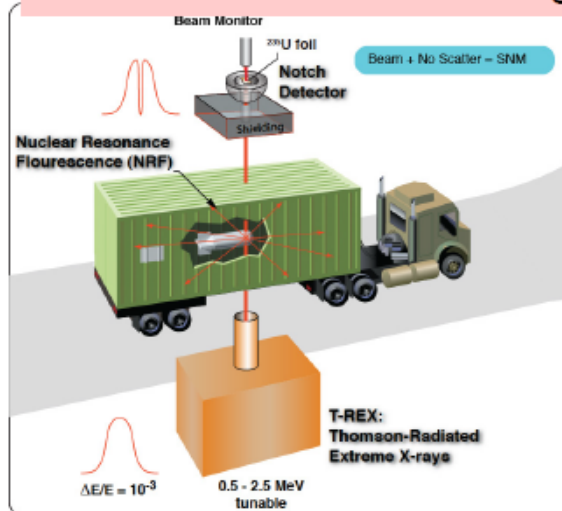 Beam Monitor
²³⁵U foil
Beam + No Scatter – SNM
Notch
Detector
Shielding
Nuclear Resonance
Flourescence (NRF)
T-REX:
Thomson-Radiated
Extreme X-rays
ΔE/E = 10⁻³
0.5 - 2.5 MeV
tunable